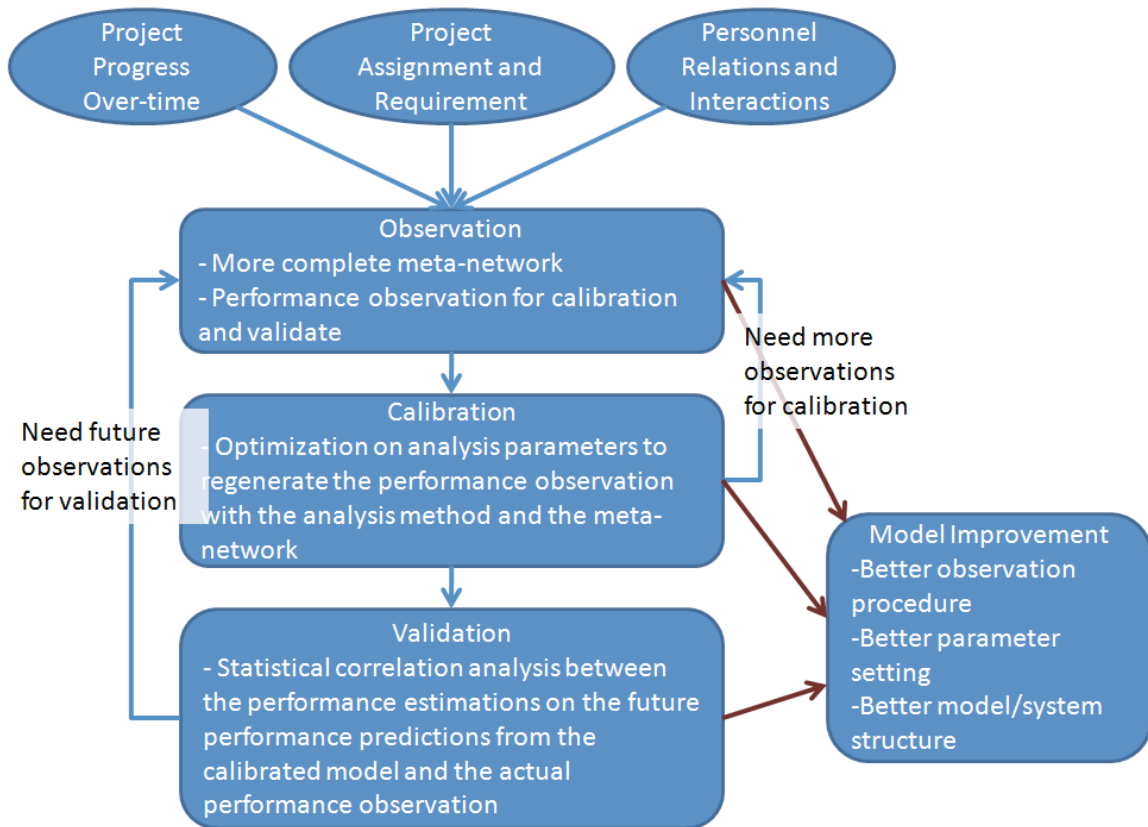 Project
Progress
Over-time
Project
Assignment and
Requirement
Personnel
Relations and
Interactions
Observation
- More complete meta-network
- Performance observation for calibration
and validate
Need more
observations
for calibration
Calibration
- Optimization on analysis parameters to
regenerate the performance observation
with the analysis method and the meta-
network
Need future
observations
for validation
Validation
- Statistical correlation analysis between
the performance estimations on the future
performance predictions from the
calibrated model and the actual
performance observation
Model Improvement
-Better observation
procedure
-Better parameter
setting
-Better model/system
structure